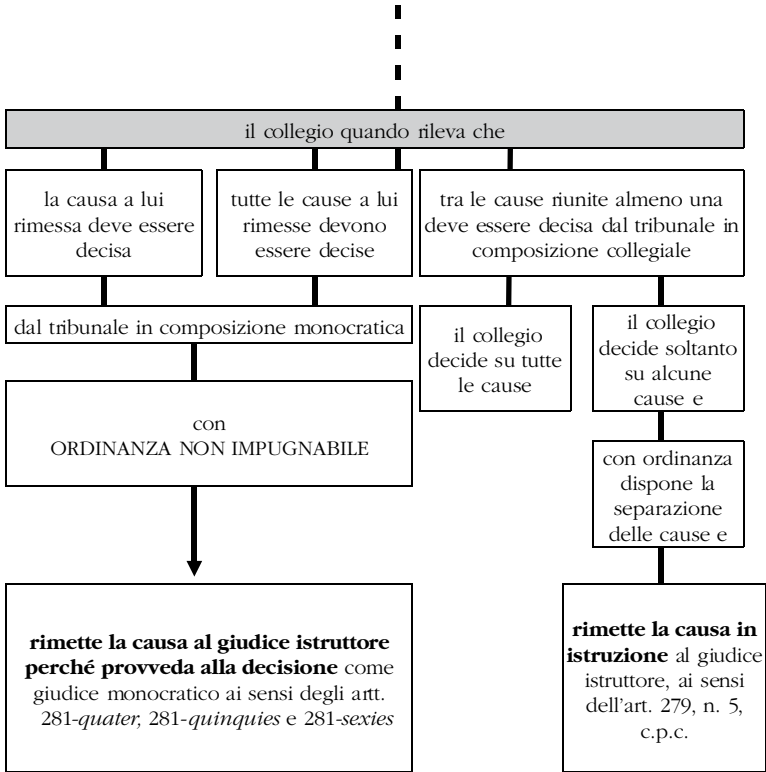 il collegio quando rileva che
la causa a lui
rimessa deve essere
decisa
tutte le cause a lui
rimesse devono
essere decise
tra le cause riunite almeno una
deve essere decisa dal tribunale in
composizione collegiale
dal tribunale in composizione monocratica
il collegio
decide su tutte
le cause
il collegio
decide soltanto
su alcune
cause e
con
ORDINANZA NON IMPUGNABILE
con ordinanza
dispone la
separazione
delle cause e
rimette la causa al giudice istruttore
perché provveda alla decisione come
giudice monocratico ai sensi degli artt.
281-quater, 281-quinquies e 281-sexies
rimette la causa in
istruzione al giudice
istruttore, ai sensi
dell'art. 279, n. 5,
c.p.c.